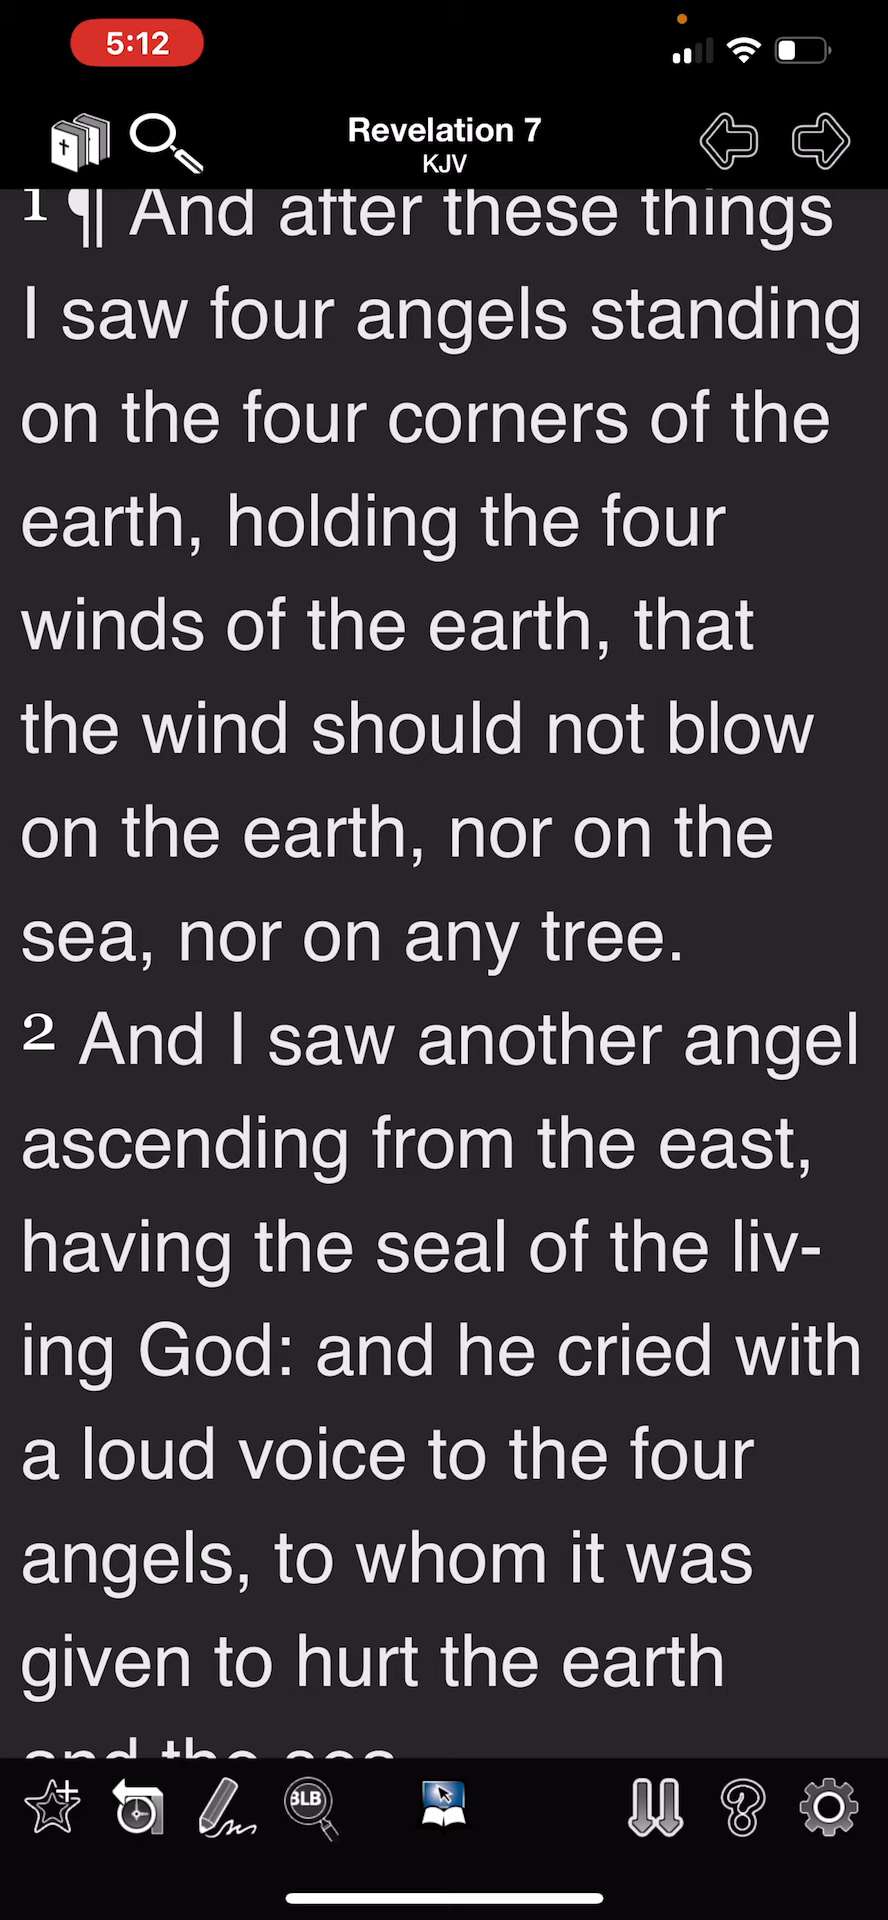 5:12
Revelation 7
KJV
1 ¶ And after these things
I saw four angels standing
on the four corners of the
earth, holding the four
winds of the earth, that
the wind should not blow
on the earth, nor on the
sea, nor on any tree.
2 And I saw another angel
ascending from the east,
having the seal of the liv-
ing God: and he cried with
a loud voice to the four
angels, to whom it was
given to hurt the earth
and the sea
BLB